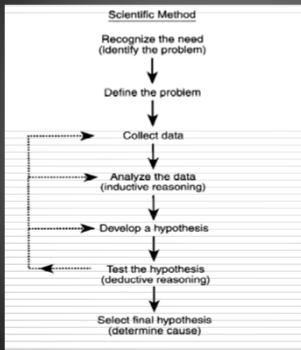 Scientific Method
Recognize the need
(identify the problem)
Define the problem
Collect data
Analyze the data
(inductive reasoning)
Develop a hypothesis
Test the hypothesis
(deductive reasoning)
Select final hypothesis
(determine cause)